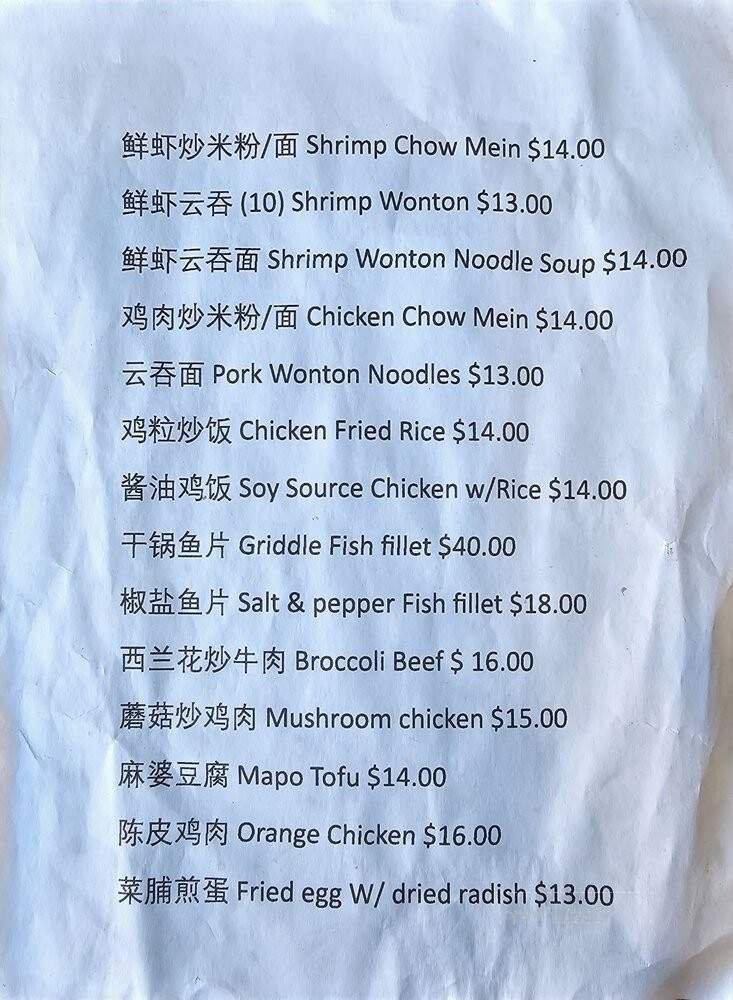 鲜虾炒米粉/面 Shrimp Chow Mein $14.00
鲜虾云吞 (10) Shrimp Wonton $13.00
鲜虾云吞面 Shrimp Wonton Noodle Soup $14.00
鸡肉炒米粉/面 Chicken Chow Mein $14.00
云吞面 Pork Wonton Noodles $13.00
鸡粒炒饭 Chicken Fried Rice $14.00
酱油鸡饭 Soy Source Chicken w/Rice $14.00
干锅鱼片 Griddle Fish fillet $40.00
椒盐鱼片 Salt & pepper Fish fillet $18.00
西兰花炒牛肉 Broccoli Beef $ 16.00
蘑菇炒鸡肉 Mushroom chicken $15.00
麻婆豆腐 Mapo Tofu $14.00
陈皮鸡肉 Orange Chicken $16.00
菜脯煎蛋 Fried egg W/ dried radish $13.00